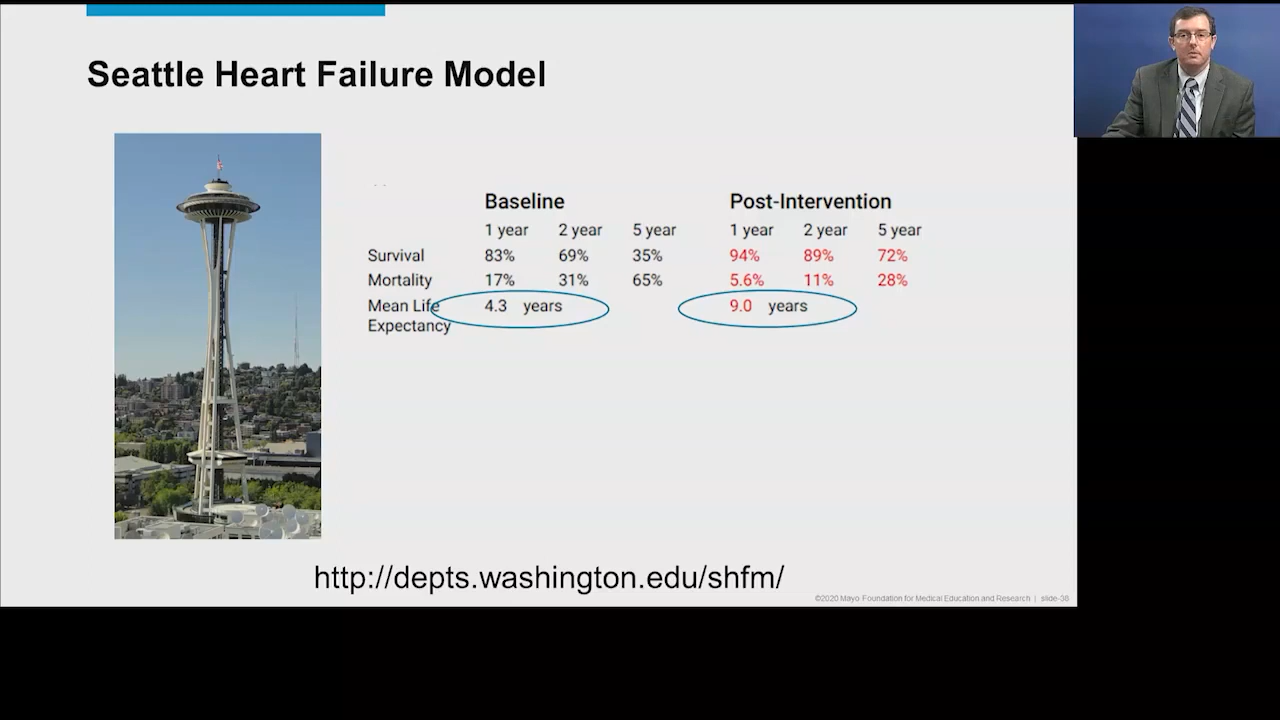 Seattle Heart Failure Model
Baseline Post-Intervention
1 year 2 year 5 year 1 year 2 year 5 year
Survival 83% 69% 35% 94% 89% 72%
Mortality 17% 31% 65% 5.6% 11% 28%
Mean Life 4.3 years 9.0 years
Expectancy
http://depts.washington.edu/shfm/
©2020 Mayo Foundation for Medical Education and Research | slide-38